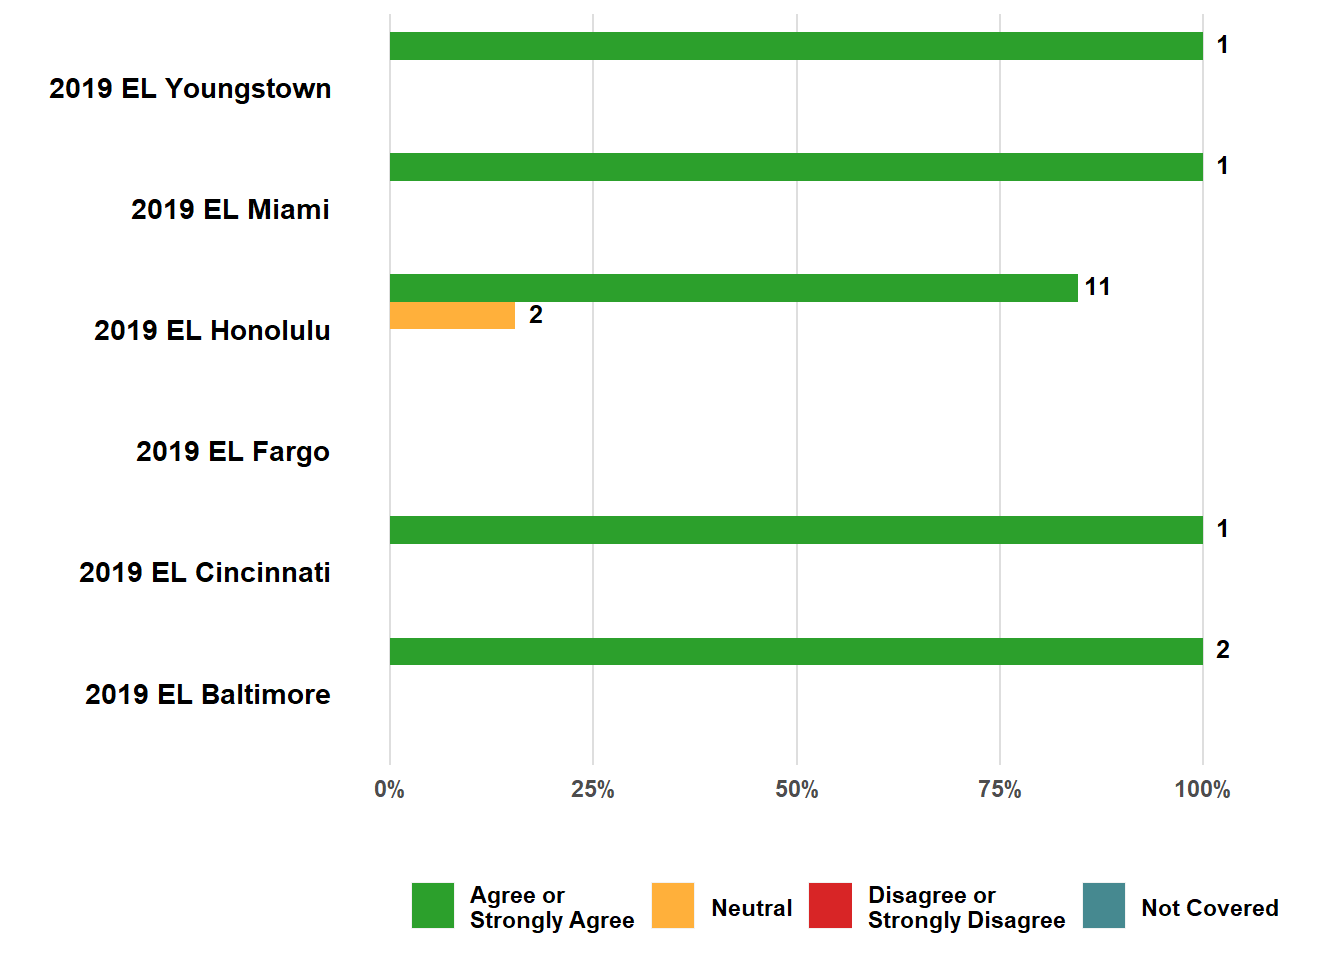 1
2019 EL Youngstown
1
2019 EL Miami
11
2
2019 EL Honolulu
2019 EL Fargo
1
2019 EL Cincinnati
2
2019 EL Baltimore
0% 25% 50% 75% 100%
Agree or
Strongly Agree
Neutral
Disagree or
Strongly Disagree
Not Covered